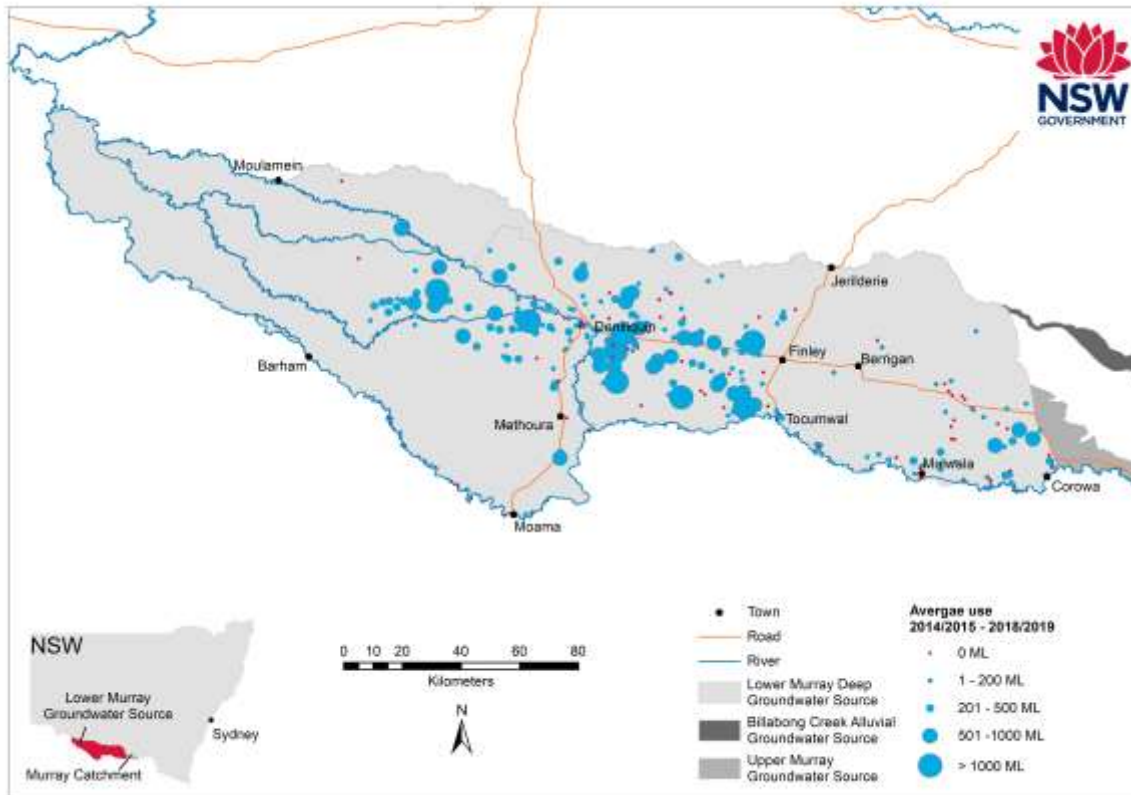 NSW
GOVERNMENT
Moulamein
Jerilderie
Deniliquin
Finley
Berrigan
Barham
Mathoura
Tocumwal
Mulwala
Corowa
Moama
NSW
Lower Murray
Groundwater Source
Sydney
Murray Catchment
0 10 20 40 60 80
Kilometers
N
Town
Road
River
Lower Murray Deep
Groundwater Source
Billabong Creek Alluvial
Groundwater Source
Upper Murray
Groundwater Source
Avergae use
2014/2015 - 2018/2019
0 ML
1 - 200 ML
201 - 500 ML
501 -1000 ML
> 1000 ML